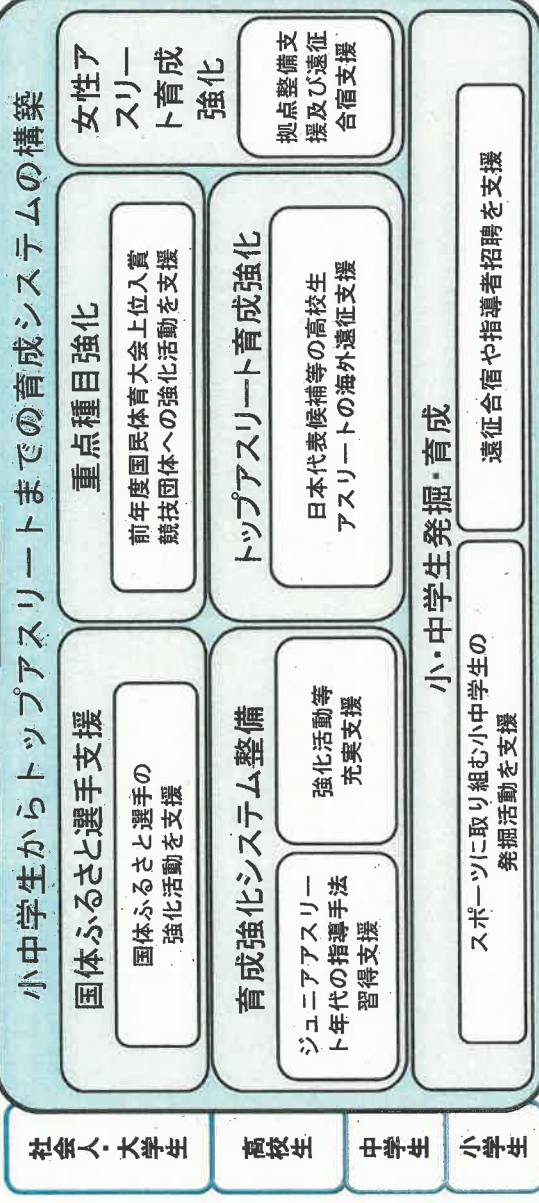 小中学生からトップアスリートまでの育成システムの構築
社会人・大学生
高校生
中学生
小学生
国体ふるさと選手支援
国体ふるさと選手の
強化活動を支援
重点種目強化
前年度国民体育大会上位入賞
競技団体への強化活動を支援
女性ア
スリー
ト育成
強化
拠点整備支
援及び遠征
合宿支援
育成強化システム整備
ジュニアアスリー
ト年代の指導手法
習得支援
強化活動等
充実支援
トップアスリート育成強化
日本代表候補等の高校生
アスリートの海外遠征支援
小・中学生発掘・育成
スポーツに取り組む小中学生の
発掘活動を支援
遠征合宿や指導者招聘を支援